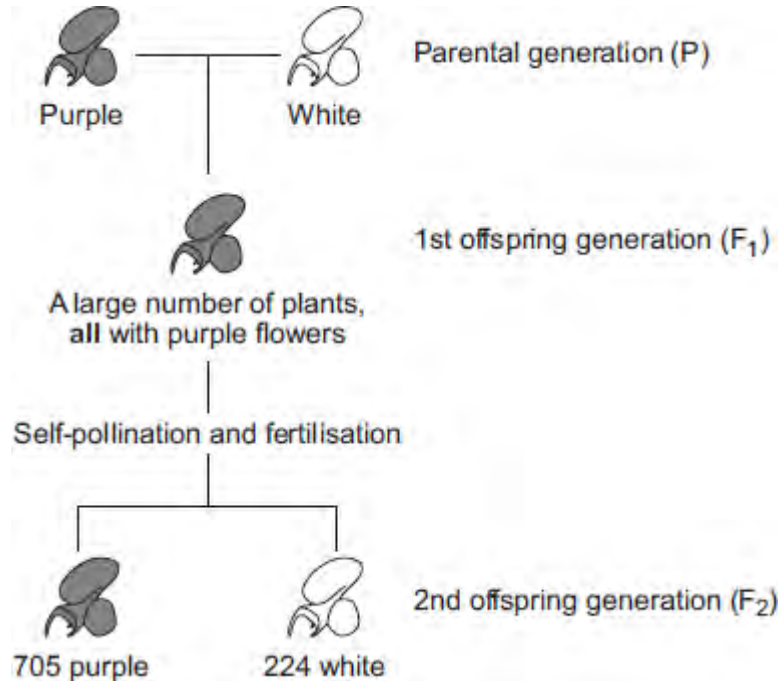 Parental generation (P)
Purple
White
1st offspring generation (F₁)
A large number of plants,
all with purple flowers
Self-pollination and fertilisation
2nd offspring generation (F₂)
705 purple
224 white